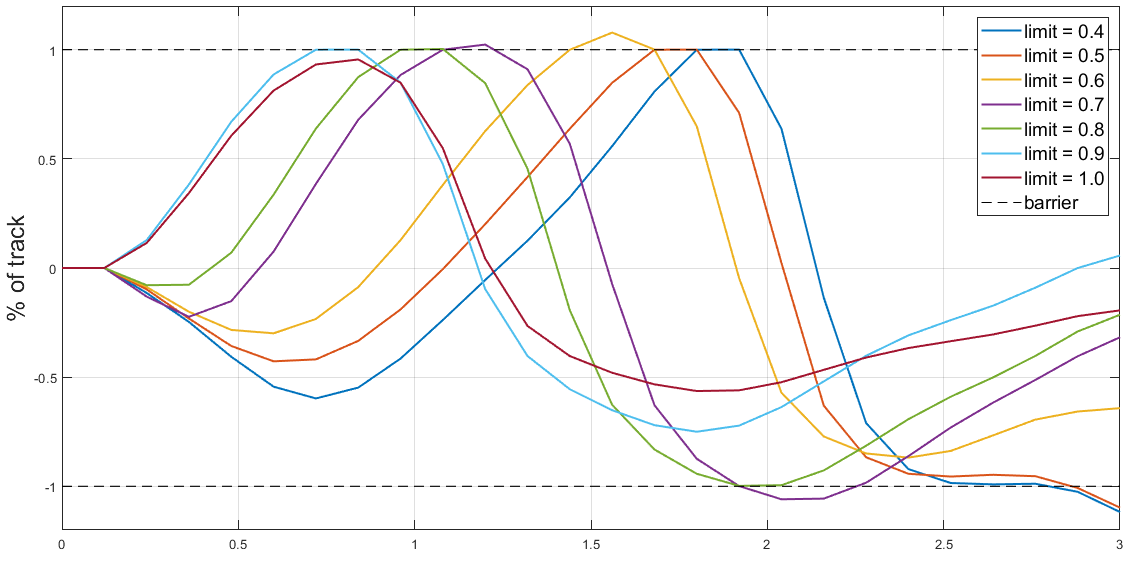 % of track
1
0.5
0
-0.5
-1
0
0.5
1
1.5
2
2.5
3
limit = 0.4
limit = 0.5
limit = 0.6
limit = 0.7
limit = 0.8
limit = 0.9
limit = 1.0
barrier